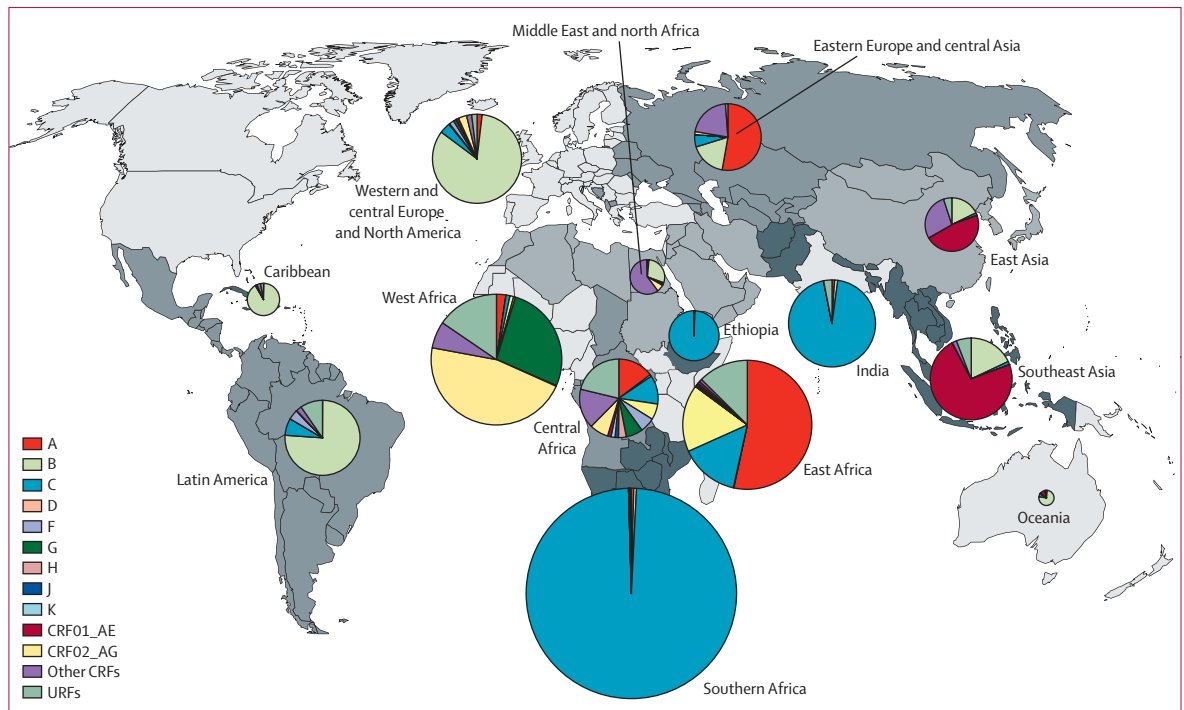 Middle East and north Africa
Eastern Europe and central Asia
Western and
central Europe
and North America
East Asia
Caribbean
West Africa
Ethiopia
India
Southeast Asia
Central
Africa
East Africa
Latin America
Oceania
Southern Africa
A
B
C
D
F
G
H
J
K
CRF01_AE
CRF02_AG
Other CRFs
URFs